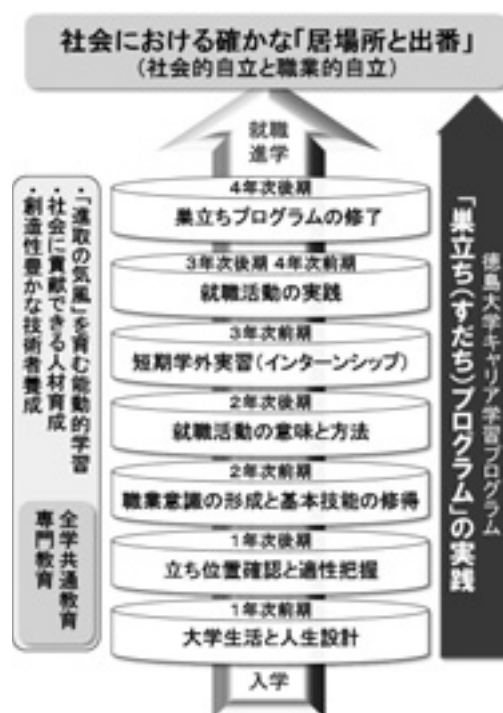 社会における確かな「居場所と出番」
(社会的自立と職業的自立)
就職
進学
4年次後期
巣立ちプログラムの修了
3年次後期 4年次前期
就職活動の実践
3年次前期
短期学外実習(インターンシップ)
2年次後期
就職活動の意味と方法
2年次前期
職業意識の形成と基本技能の修得
1年次後期
立ち位置確認と適性把握
1年次前期
大学生活と人生設計
入学
・「進取の気風」を育む能動的学習
・社会に貢献できる人材育成
・創造性豊かな技術者養成
全学共通教育
専門教育
徳島大学キャリア学習プログラム
「巣立ち(すだち)プログラム」の実践